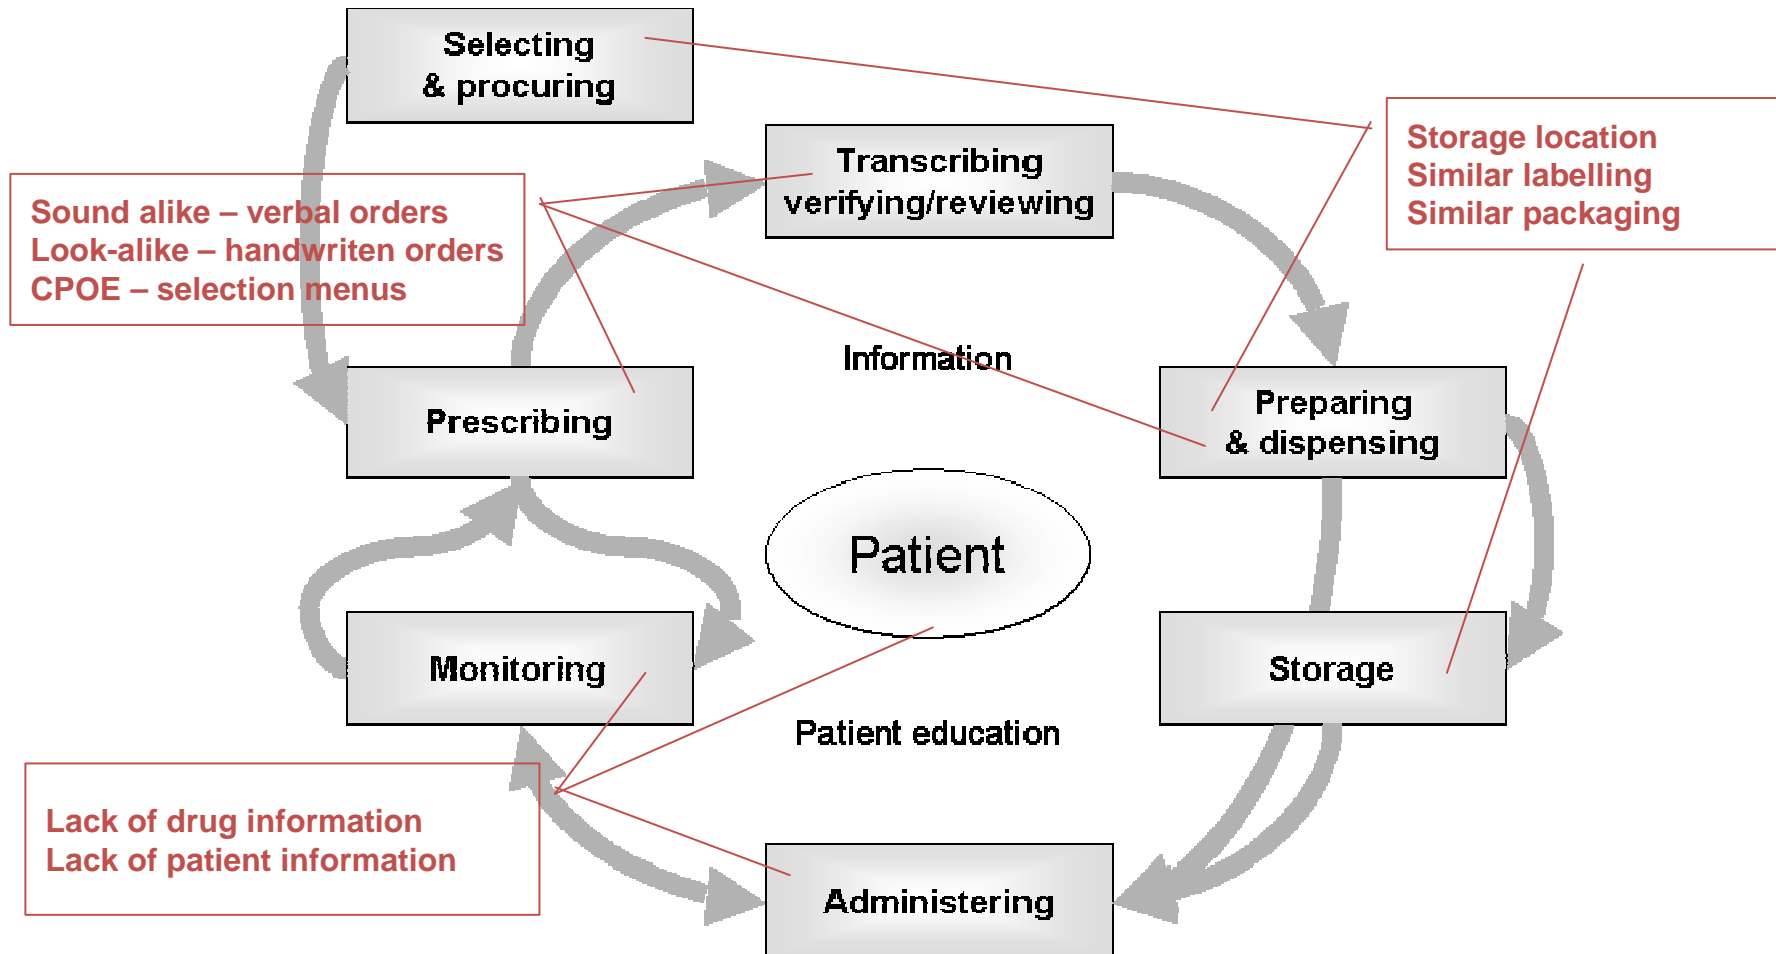 Selecting
& procuring
Transcribing
verifying/reviewing
Storage location
Similar labelling
Similar packaging
Sound alike – verbal orders
Look-alike – handwriten orders
CPOE – selection menus
Information
Prescribing
Preparing
& dispensing
Patient
Monitoring
Storage
Patient education
Lack of drug information
Lack of patient information
Administering